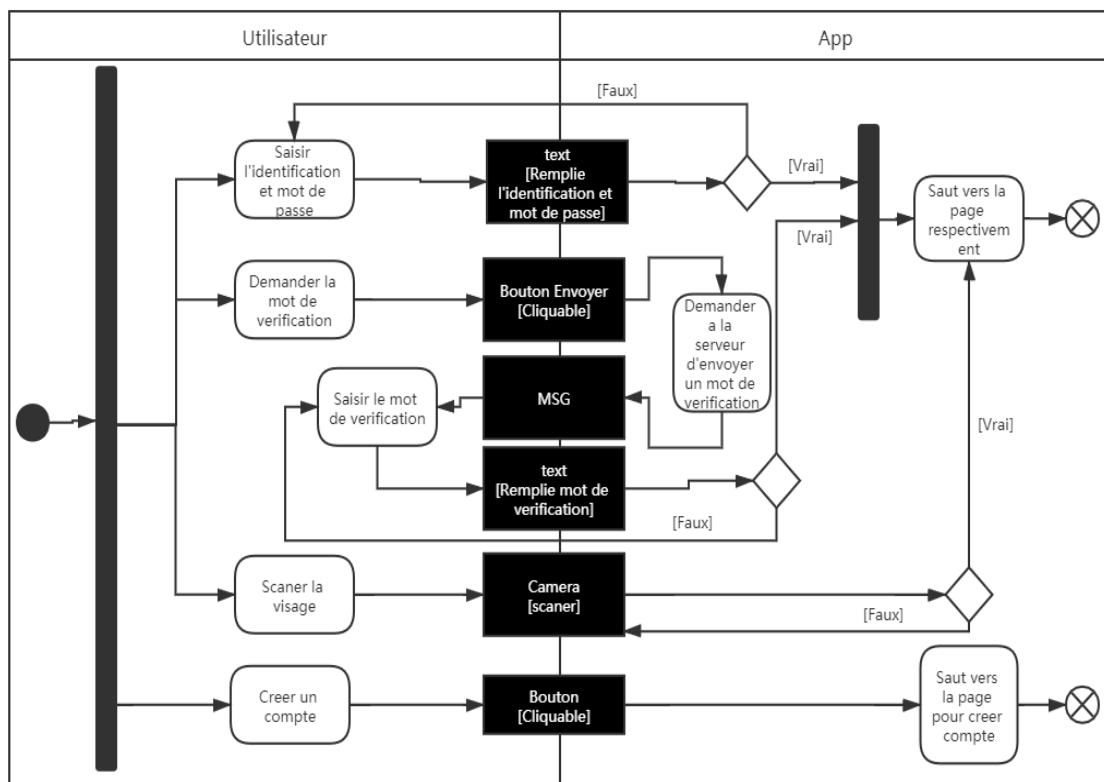 Utilisateur
App
[Faux]
Saisir
l'identification
et mot de
passe
text
[Remplie
l'identification et
mot de passe]
[Vrai]
Saut vers la
page
respectivem
ent
[Vrai]
Demander la
mot de
verification
Bouton Envoyer
[Cliquable]
Demander
a la
serveur
d'envoyer
un mot de
verification
Saisir le mot
de verification
MSG
[Vrai]
text
[Remplie mot de
verification]
[Faux]
Scaner la
visage
Camera
[scaner]
[Faux]
Creer un
compte
Bouton
[Cliquable]
Saut vers
la page
pour creer
compte